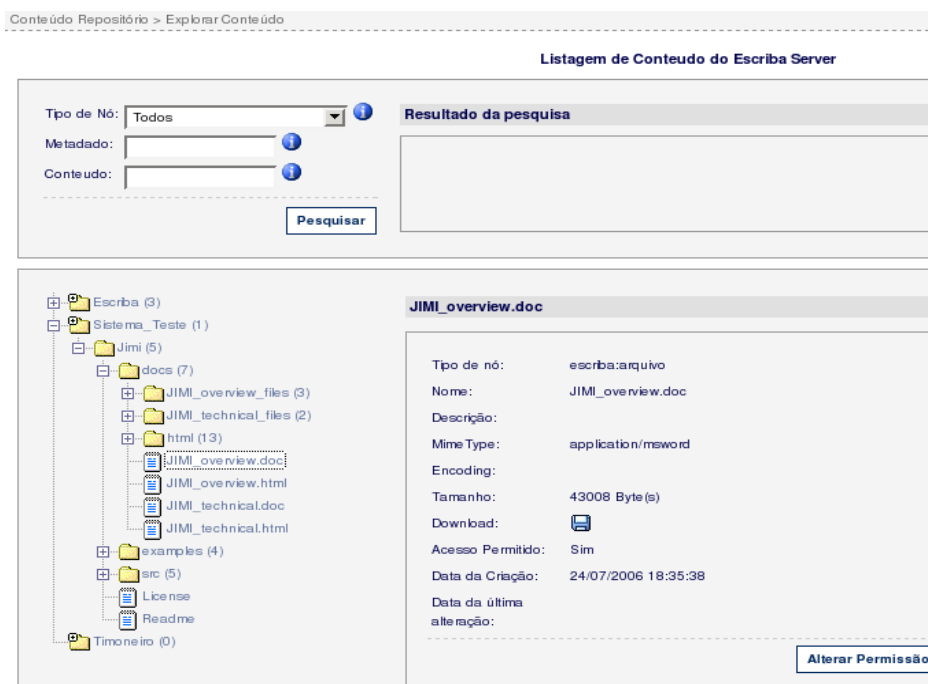 Conteúdo Repositório > Explorar Conteúdo
Listagem de Conteudo do Escriba Server
Tipo de Nó: Todos
Metadado:
Conteudo:
Pesquisar
Resultado da pesquisa
Escriba (3)
Sistema_Teste (1)
Jimi (5)
docs (7)
JIMI_overview_files (3)
JIMI_technical_files (2)
html (13)
JIMI_overview.doc
JIMI_overview.html
JIMI_technical.doc
JIMI_technical.html
examples (4)
src (5)
License
Readme
Timoneiro (0)
JIMI_overview.doc
Tipo de nó: escriba:arquivo
Nome: JIMI_overview.doc
Descrição:
MimeType: application/msword
Encoding:
Tamanho: 43008 Byte(s)
Download:
Acesso Permitido: Sim
Data da Criação: 24/07/2006 18:35:38
Data da última
alteração:
Alterar Permissão